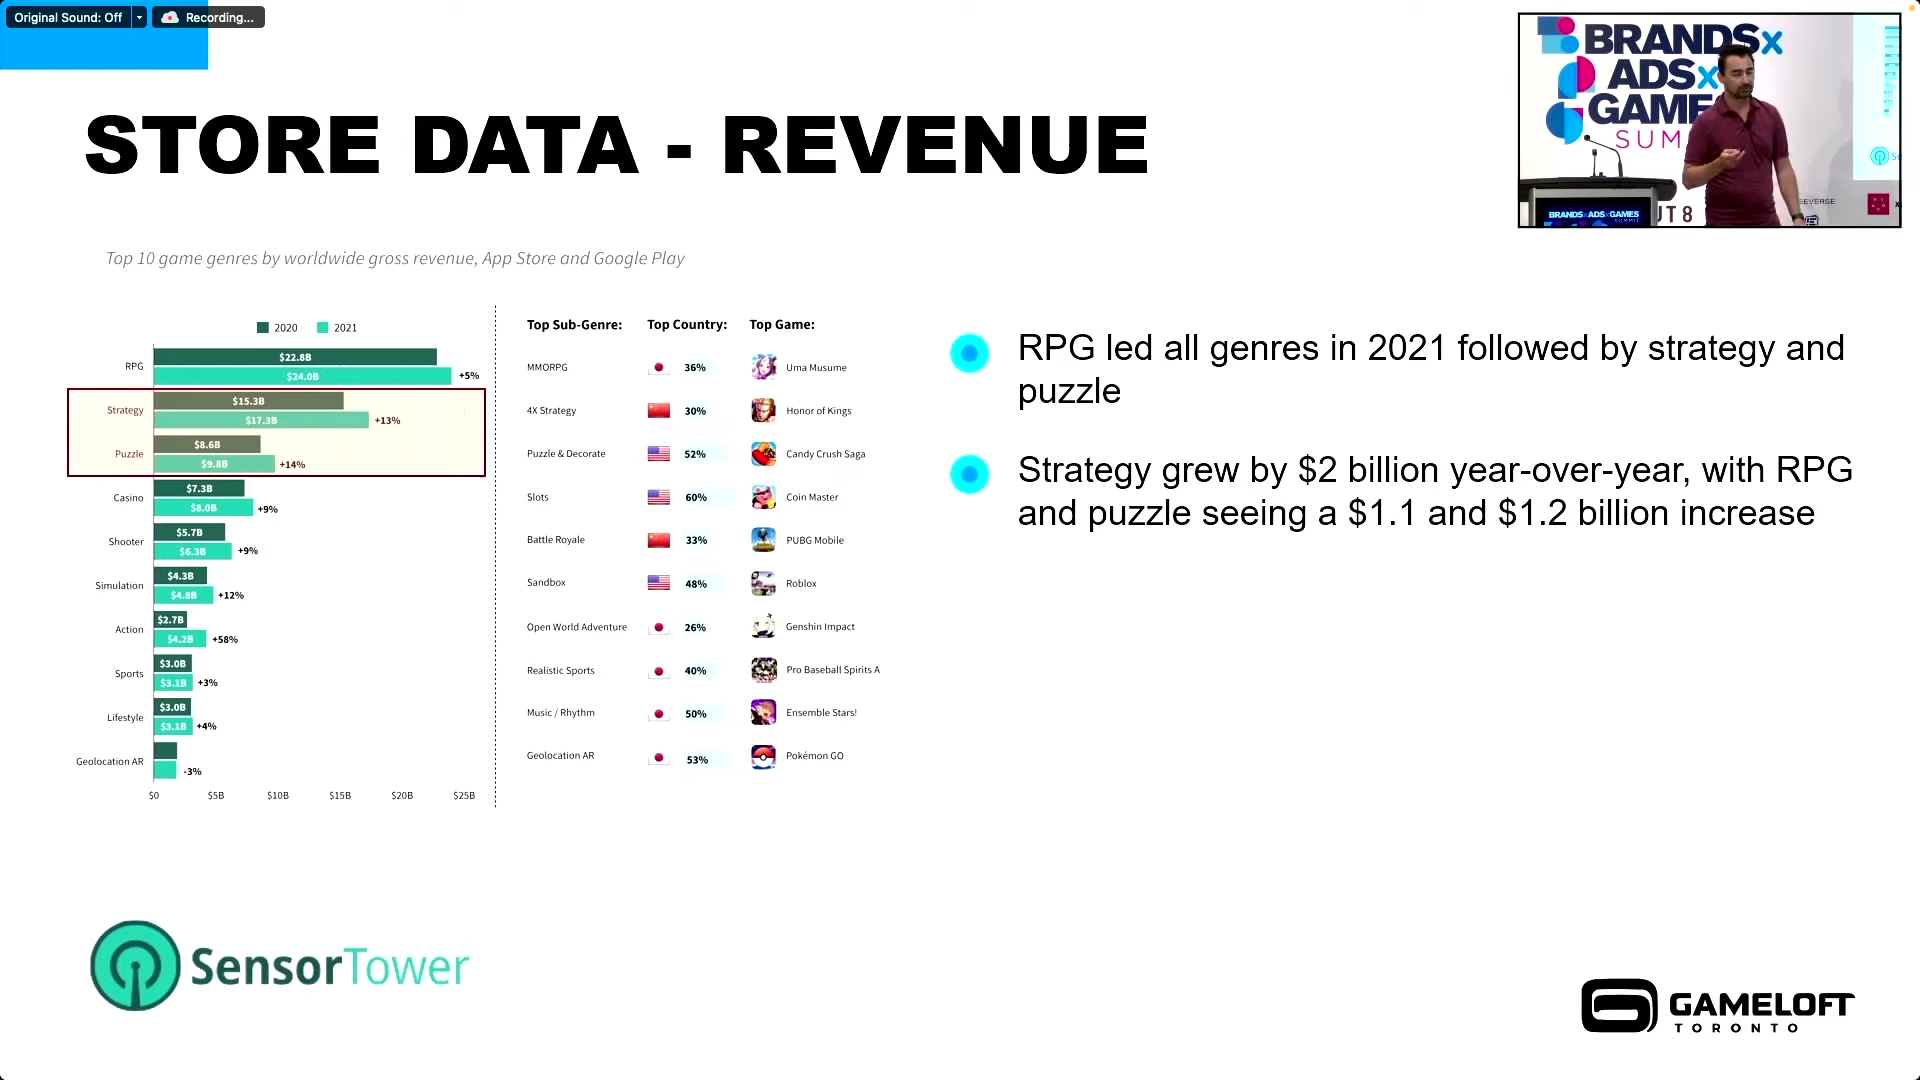 Original Sound: Off
Recording...
STORE DATA - REVENUE
BRANDSx
ADSx
GAME
SUM
BRANDS x ADS x GAMES
SUMMIT
UT8
EEVERSE
Top 10 game genres by worldwide gross revenue, App Store and Google Play
2020 2021
Top Sub-Genre: Top Country: Top Game:
RPG $22.8B $24.0B +5% MMORPG 36% Uma Musume
Strategy $15.3B $17.3B +13% 4X Strategy 30% Honor of Kings
Puzzle $8.6B $9.8B +14% Puzzle & Decorate 52% Candy Crush Saga
Casino $7.3B $8.0B +9% Slots 60% Coin Master
Shooter $5.7B $6.3B +9% Battle Royale 33% PUBG Mobile
Simulation $4.3B $4.8B +12% Sandbox 48% Roblox
Action $2.7B $4.2B +58% Open World Adventure 26% Genshin Impact
Sports $3.0B $3.1B +3% Realistic Sports 40% Pro Baseball Spirits A
Lifestyle $3.0B $3.1B +4% Music / Rhythm 50% Ensemble Stars!
Geolocation AR -3% Geolocation AR 53% Pokémon GO
$0 $5B $10B $15B $20B $25B
RPG led all genres in 2021 followed by strategy and
puzzle
Strategy grew by $2 billion year-over-year, with RPG
and puzzle seeing a $1.1 and $1.2 billion increase
SensorTower
GAMELOFT
TORONTO